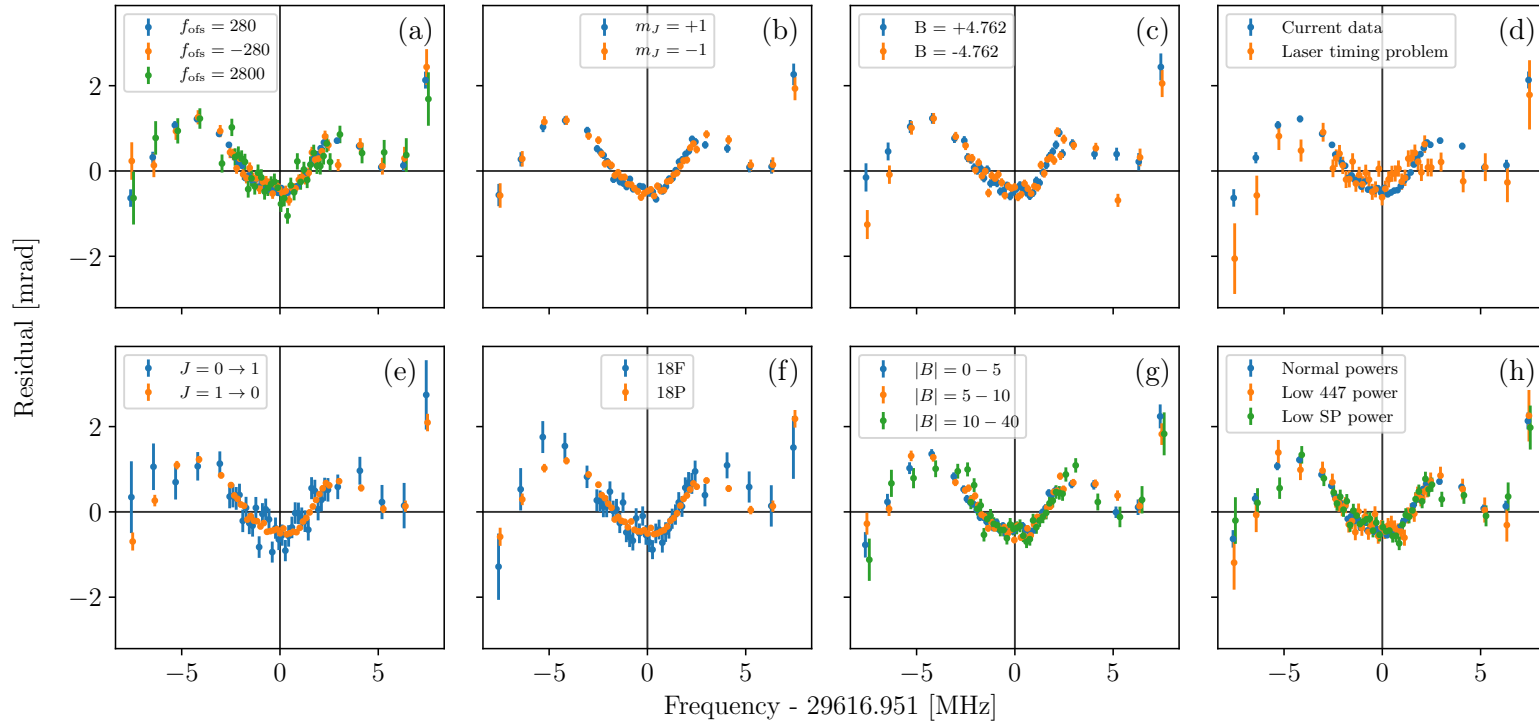 (a)
f_ofs = 280
f_ofs = −280
f_ofs = 2800
(b)
m_J = +1
m_J = −1
(c)
B = +4.762
B = -4.762
(d)
Current data
Laser timing problem
2
0
−2
(e)
J = 0 → 1
J = 1 → 0
(f)
18F
18P
(g)
|B| = 0 − 5
|B| = 5 − 10
|B| = 10 − 40
(h)
Normal powers
Low 447 power
Low SP power
2
0
−2
−5 0 5
−5 0 5
−5 0 5
−5 0 5
Residual [mrad]
Frequency - 29616.951 [MHz]